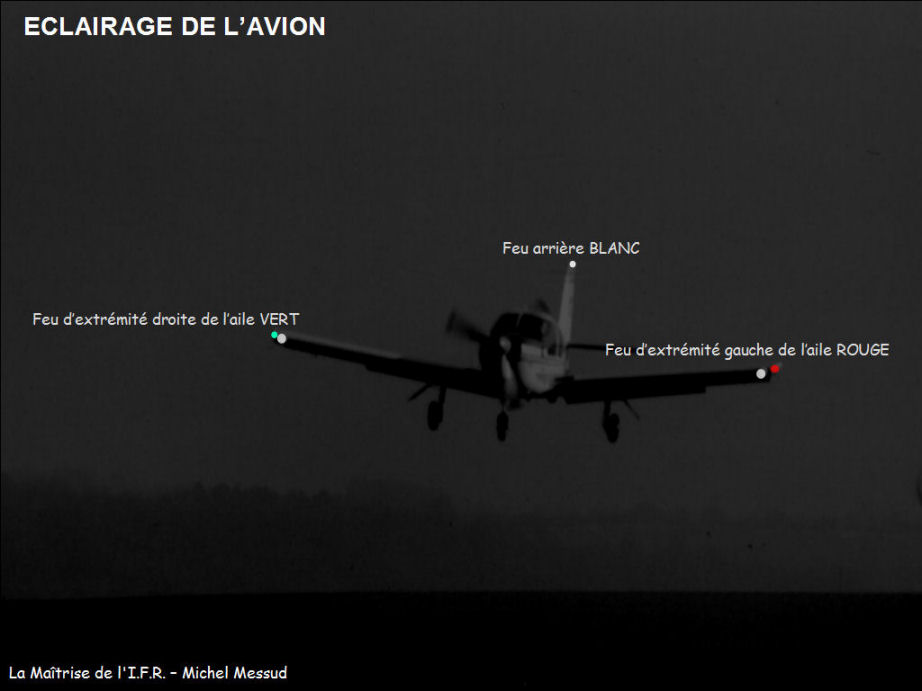 ECLAIRAGE DE L’AVION
Feu arrière BLANC
Feu d’extrémité droite de l’aile VERT
Feu d’extrémité gauche de l’aile ROUGE
La Maîtrise de l'I.F.R. – Michel Messud